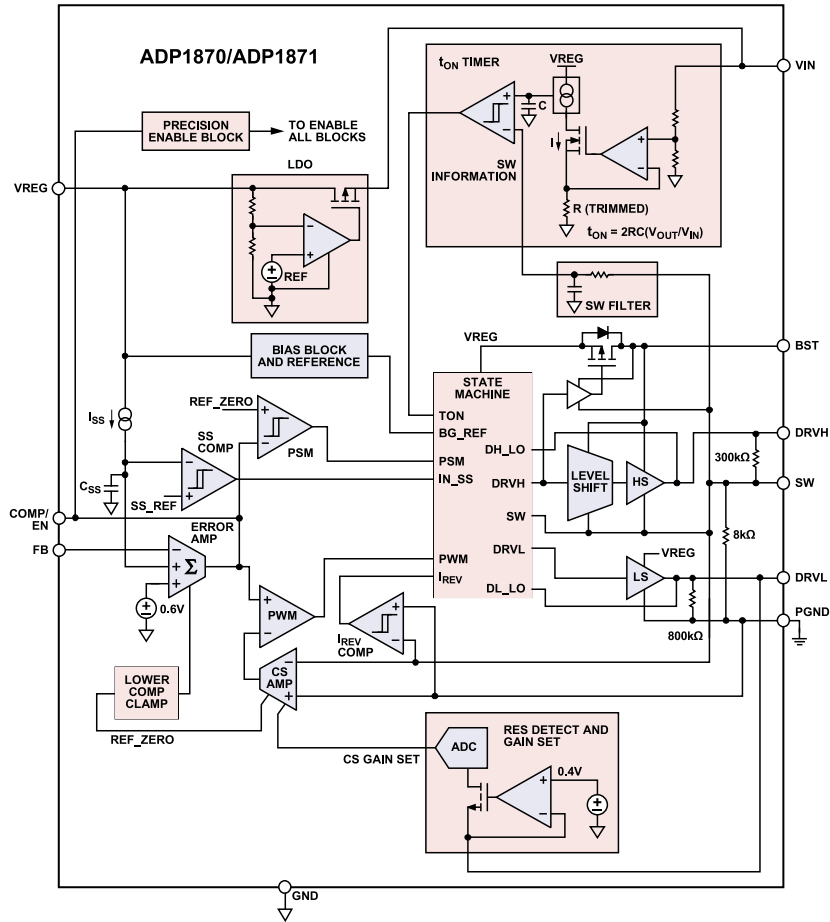 ADP1870/ADP1871
tON TIMER
VREG
VIN
C
I
SW
INFORMATION
R (TRIMMED)
tON = 2RC(VOUT/VIN)
PRECISION
ENABLE BLOCK
TO ENABLE
ALL BLOCKS
LDO
VREG
REF
SW FILTER
BIAS BLOCK
AND REFERENCE
VREG
BST
STATE
MACHINE
TON
BG_REF
PSM
IN_SS
PWM
IREV
DH_LO
DRVH
SW
DRVL
DL_LO
LEVEL
SHIFT
HS
DRVH
300kΩ
SW
8kΩ
VREG
LS
DRVL
PGND
800kΩ
ISS
REF_ZERO
PSM
SS
COMP
CSS
SS_REF
COMP/
EN
FB
ERROR
AMP
Σ
0.6V
PWM
IREV
COMP
CS
AMP
LOWER
COMP
CLAMP
REF_ZERO
CS GAIN SET
RES DETECT AND
GAIN SET
ADC
0.4V
GND